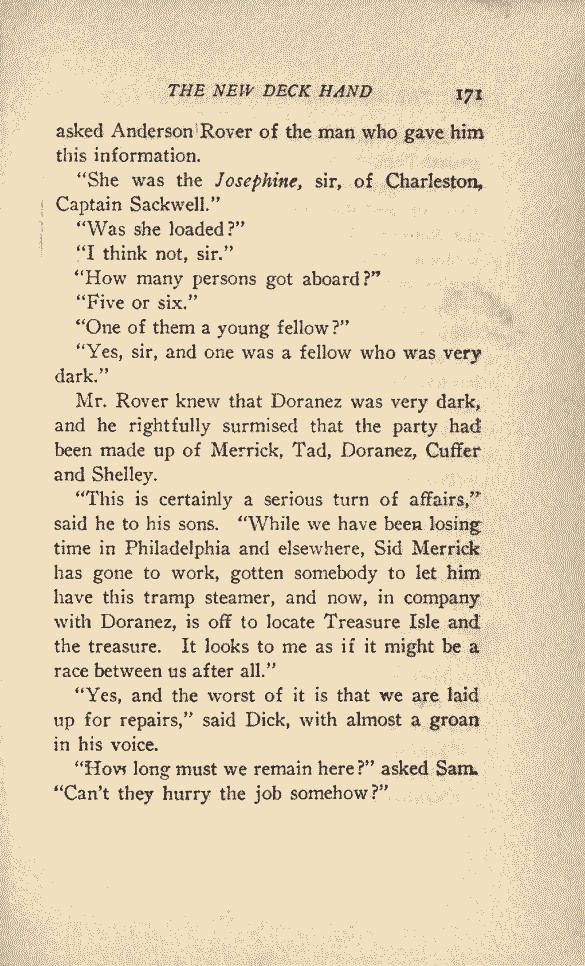 THE NEW DECK HAND 171
asked Anderson Rover of the man who gave him
this information.
"She was the Josephine, sir, of Charleston,
Captain Sackwell."
"Was she loaded?"
"I think not, sir."
"How many persons got aboard?"
"Five or six."
"One of them a young fellow?"
"Yes, sir, and one was a fellow who was very
dark."
Mr. Rover knew that Doranez was very dark,
and he rightfully surmised that the party had
been made up of Merrick, Tad, Doranez, Cuffer
and Shelley.
"This is certainly a serious turn of affairs,"
said he to his sons. "While we have been losing
time in Philadelphia and elsewhere, Sid Merrick
has gone to work, gotten somebody to let him
have this tramp steamer, and now, in company
with Doranez, is off to locate Treasure Isle and
the treasure. It looks to me as if it might be a
race between us after all."
"Yes, and the worst of it is that we are laid
up for repairs," said Dick, with almost a groan
in his voice.
"How long must we remain here?" asked Sam.
"Can't they hurry the job somehow?"